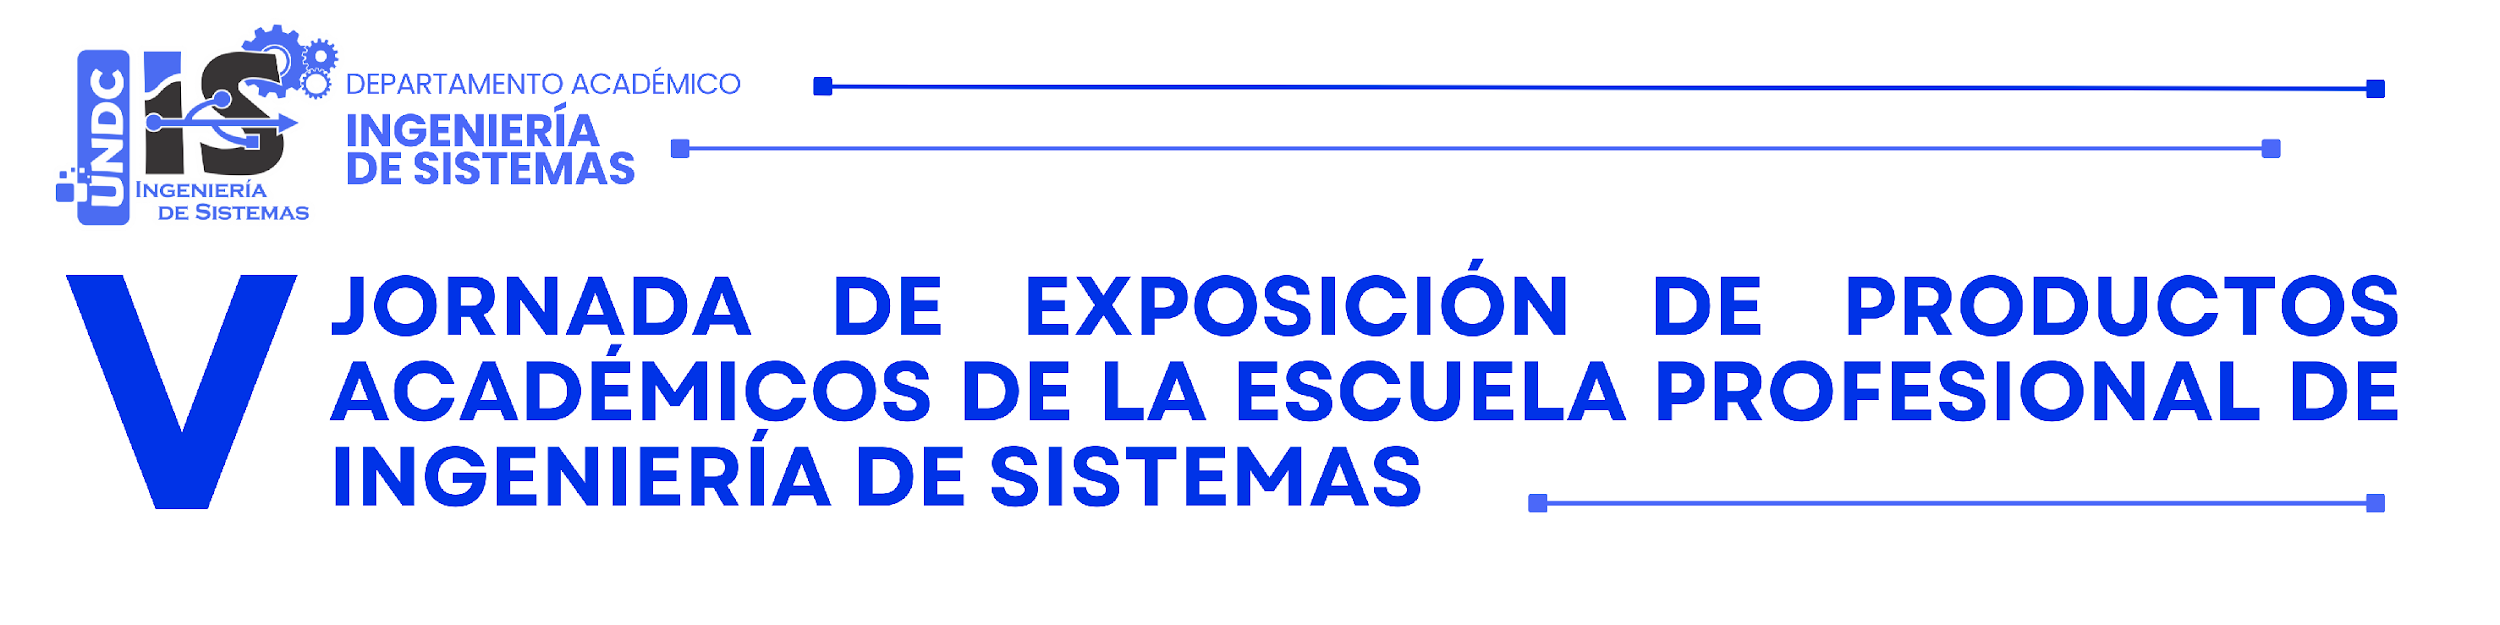 UNDC
IS
INGENIERÍA
DE SISTEMAS
DEPARTAMENTO ACADÉMICO
INGENIERÍA
DE SISTEMAS
V
JORNADA DE EXPOSICIÓN DE PRODUCTOS
ACADÉMICOS DE LA ESCUELA PROFESIONAL DE
INGENIERÍA DE SISTEMAS